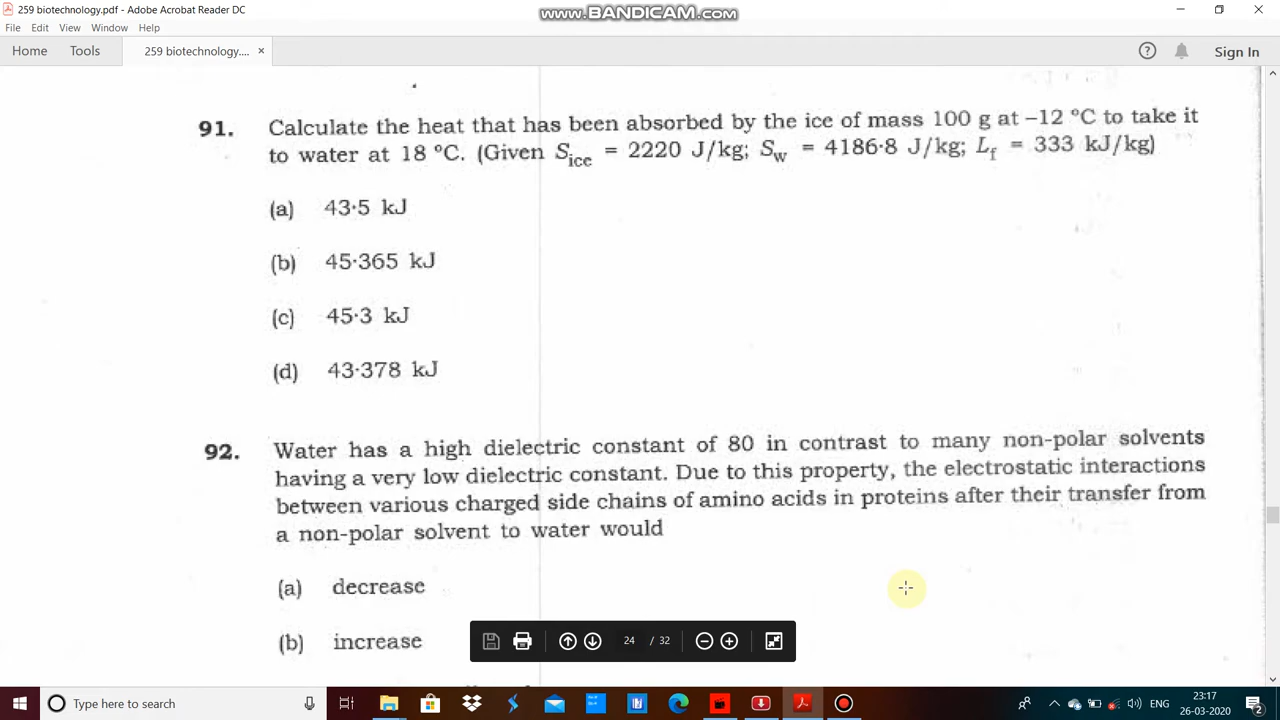 259 biotechnology.pdf - Adobe Acrobat Reader DC
www.BANDICAM.com
File Edit View Window Help
Home Tools 259 biotechnology.... × Sign In
91. Calculate the heat that has been absorbed by the ice of mass 100 g at –12 °C to take it
to water at 18 °C. (Given S_ice = 2220 J/kg; S_w = 4186·8 J/kg; L_f = 333 kJ/kg)
(a) 43·5 kJ
(b) 45·365 kJ
(c) 45·3 kJ
(d) 43·378 kJ
92. Water has a high dielectric constant of 80 in contrast to many non-polar solvents
having a very low dielectric constant. Due to this property, the electrostatic interactions
between various charged side chains of amino acids in proteins after their transfer from
a non-polar solvent to water would
(a) decrease
(b) increase
24 / 32
Type here to search
ENG
23:17
26-03-2020
2